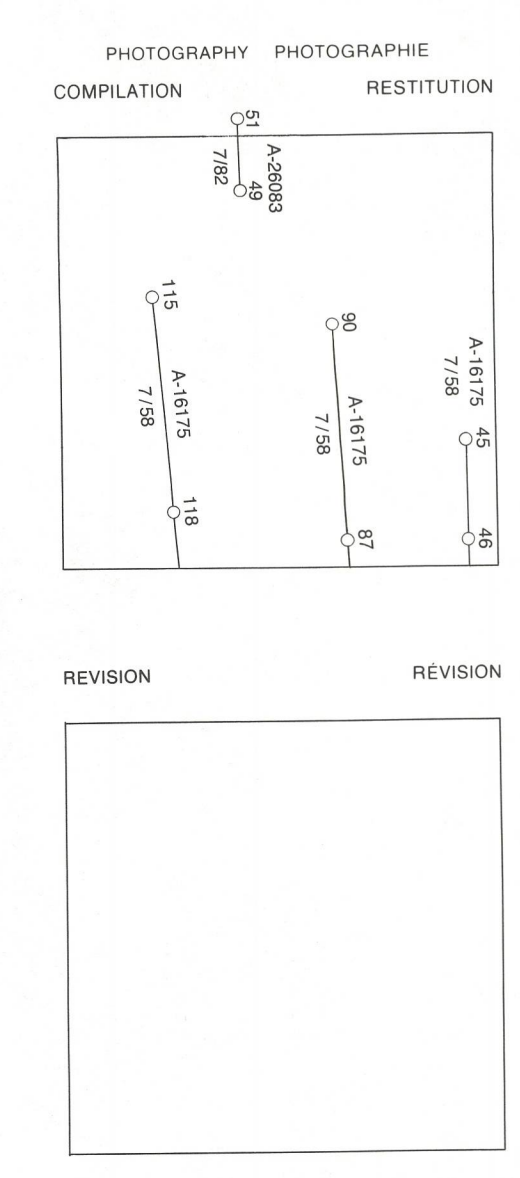 PHOTOGRAPHY PHOTOGRAPHIE
COMPILATION RESTITUTION
51
49
A-26083
7/82
115
A-16175
7/58
118
90
A-16175
7/58
87
A-16175
7/58
45
46
REVISION RÉVISION